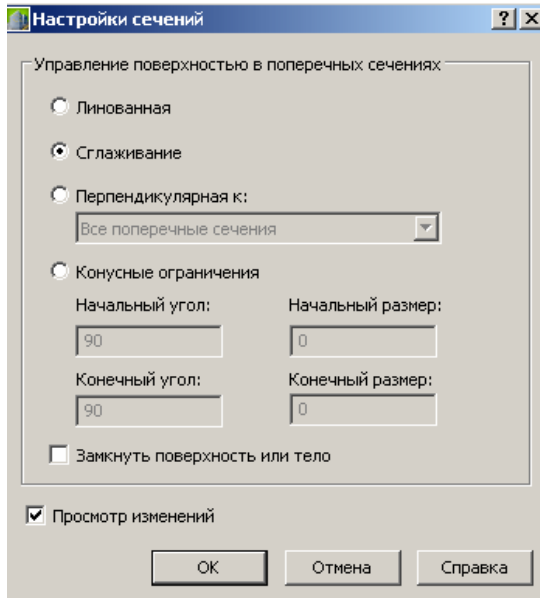 Настройки сечений
Управление поверхностью в поперечных сечениях
Линованная
Сглаживание
Перпендикулярная к:
Все поперечные сечения
Конусные ограничения
Начальный угол: Начальный размер:
90 0
Конечный угол: Конечный размер:
90 0
Замкнуть поверхность или тело
Просмотр изменений
ОК Отмена Справка